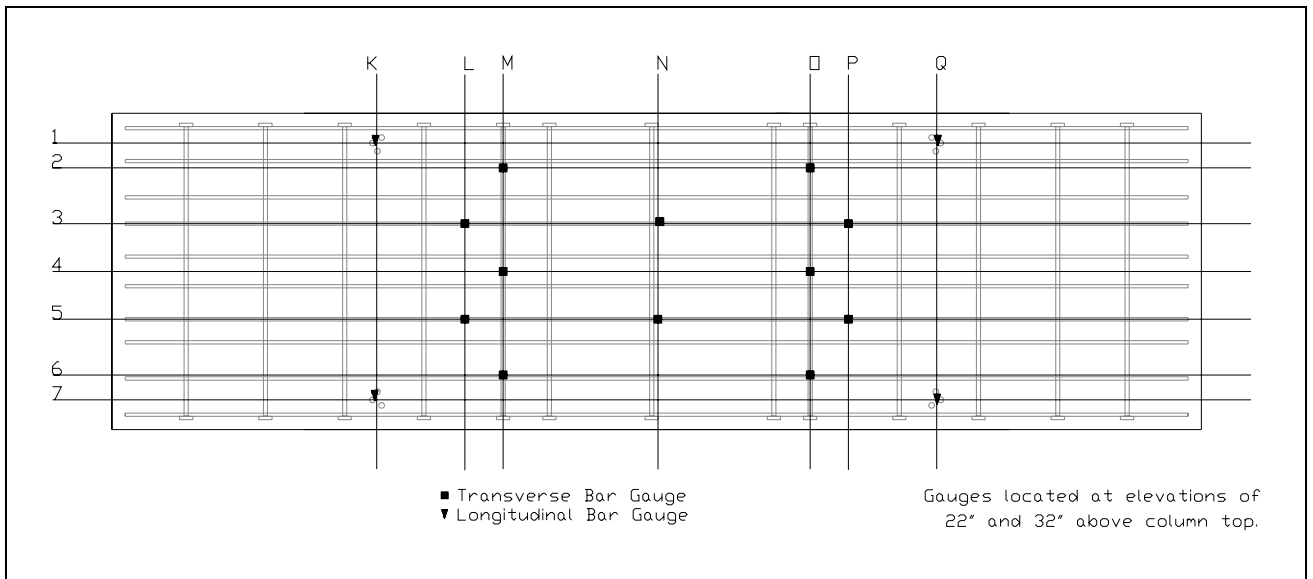 K L M N O P Q
1
2
3
4
5
6
7
Transverse Bar Gauge
Longitudinal Bar Gauge
Gauges located at elevations of
22" and 32" above column top.